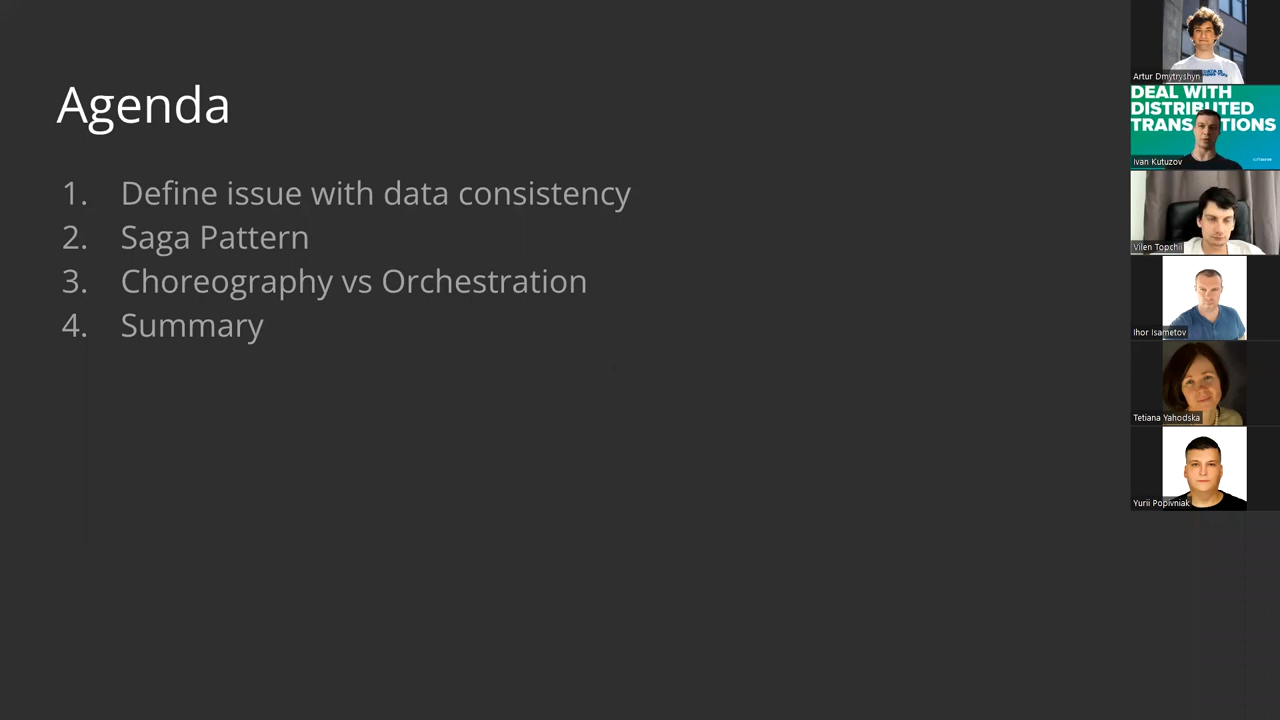 Agenda
1. Define issue with data consistency
2. Saga Pattern
3. Choreography vs Orchestration
4. Summary
Artur Dmytryshyn
DEAL WITH
DISTRIBUTED
Ivan Kutuzov
Vilen Topchii
Ihor Isametov
Tetiana Yahodska
Yurii Popivniak